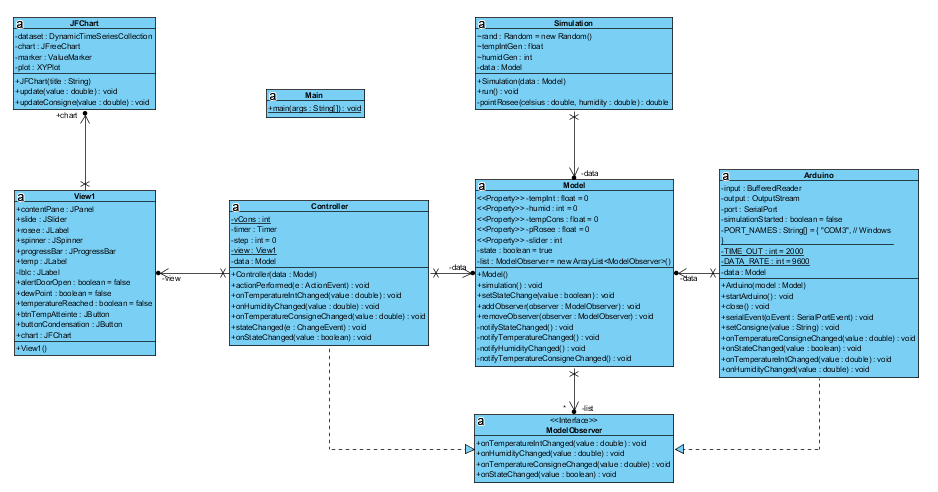 a
JFChart
-dataset : DynamicTimeSeriesCollection
-chart : JFreeChart
-marker : ValueMarker
-plot : XYPlot
+JFChart(title : String)
+update(value : double) : void
+updateConsigne(value : double) : void
+chart
a
Main
+main(args : String[]) : void
a
Simulation
~rand : Random = new Random()
~tempIntGen : float
~humidGen : int
-data : Model
+Simulation(data : Model)
+run() : void
-pointRosee(celsius : double, humidity : double) : double
-data
a
View1
+contentPane : JPanel
+slide : JSlider
+rosee : JLabel
+spinner : JSpinner
+progressBar : JProgressBar
+temp : JLabel
+lblc : JLabel
+alertDoorOpen : boolean = false
+dewPoint : boolean = false
+temperatureReached : boolean = false
+btnTempAtteinte : JButton
+buttonCondensation : JButton
+chart : JFChart
+View1()
-view
a
Controller
-vCons : int
-timer : Timer
-step : int = 0
-view : View1
-data : Model
+Controller(data : Model)
+actionPerformed(e : ActionEvent) : void
+onTemperatureIntChanged(value : double) : void
+onHumidityChanged(value : double) : void
+onTemperatureConsigneChanged(value : double) : void
+stateChanged(e : ChangeEvent) : void
+onStateChanged(value : boolean) : void
-data
a
Model
<<Property>> -tempInt : float = 0
<<Property>> -humid : int = 0
<<Property>> -tempCons : float = 0
<<Property>> -pRosee : float = 0
<<Property>> -slider : int
-state : boolean = true
-list : ModelObserver = new ArrayList<ModelObserver>()
+Model()
+simulation() : void
+setStateChange(value : boolean) : void
+addObserver(observer : ModelObserver) : void
+removeObserver(observer : ModelObserver) : void
-notifyStateChanged() : void
-notifyTemperatureChanged() : void
-notifyHumidityChanged() : void
-notifyTemperatureConsigneChanged() : void
-data
a
Arduino
-input : BufferedReader
-output : OutputStream
-port : SerialPort
-simulationStarted : boolean = false
-PORT_NAMES : String[] = { "COM3", // Windows
}
-TIME_OUT : int = 2000
-DATA_RATE : int = 9600
-data : Model
+Arduino(model : Model)
+startArduino() : void
+close() : void
+serialEvent(oEvent : SerialPortEvent) : void
+setConsigne(value : String) : void
+onTemperatureConsigneChanged(value : double) : void
+onStateChanged(value : boolean) : void
+onTemperatureIntChanged(value : double) : void
+onHumidityChanged(value : double) : void
*
-list
a
<<Interface>>
ModelObserver
+onTemperatureIntChanged(value : double) : void
+onHumidityChanged(value : double) : void
+onTemperatureConsigneChanged(value : double) : void
+onStateChanged(value : boolean) : void